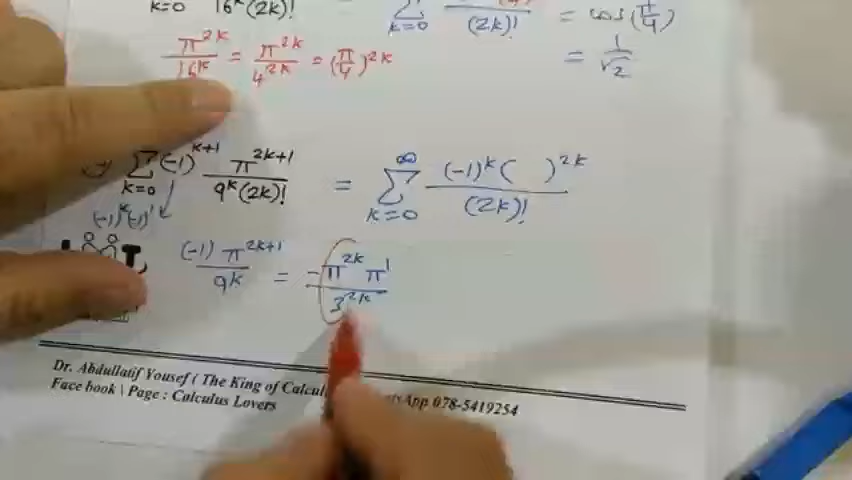 k=0 16^k(2k)!
∑ k=0 (2k)! = cos(π/4)
π^{2k}/16^k = π^{2k}/4^{2k} = (π/4)^{2k}
= 1/√2
∑ k=0 (-1)^{k+1} π^{2k+1}/9^k(2k)! = ∑_{k=0}^{∞} (-1)^k( )^{2k}/(2k)!
(-1)^k(-1)^1
(-1) π^{2k+1}/9^k = -π^{2k} π^1/3^{2k}
Dr. Abdullatif Yousef ( The King of Calcul App 078-5419254
Face book \ Page : Calculus Lovers